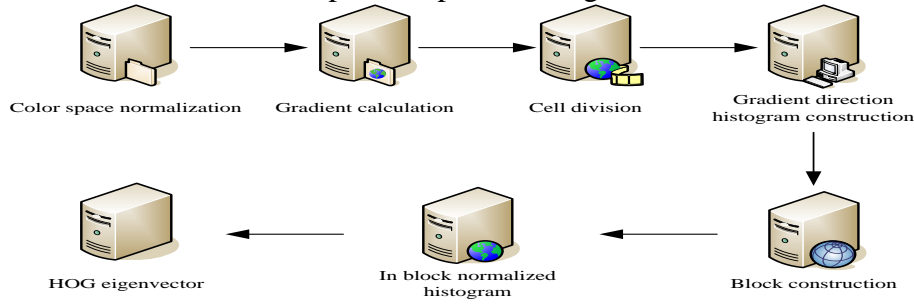 Color space normalization
Gradient calculation
Cell division
Gradient direction
histogram construction
HOG eigenvector
In block normalized
histogram
Block construction